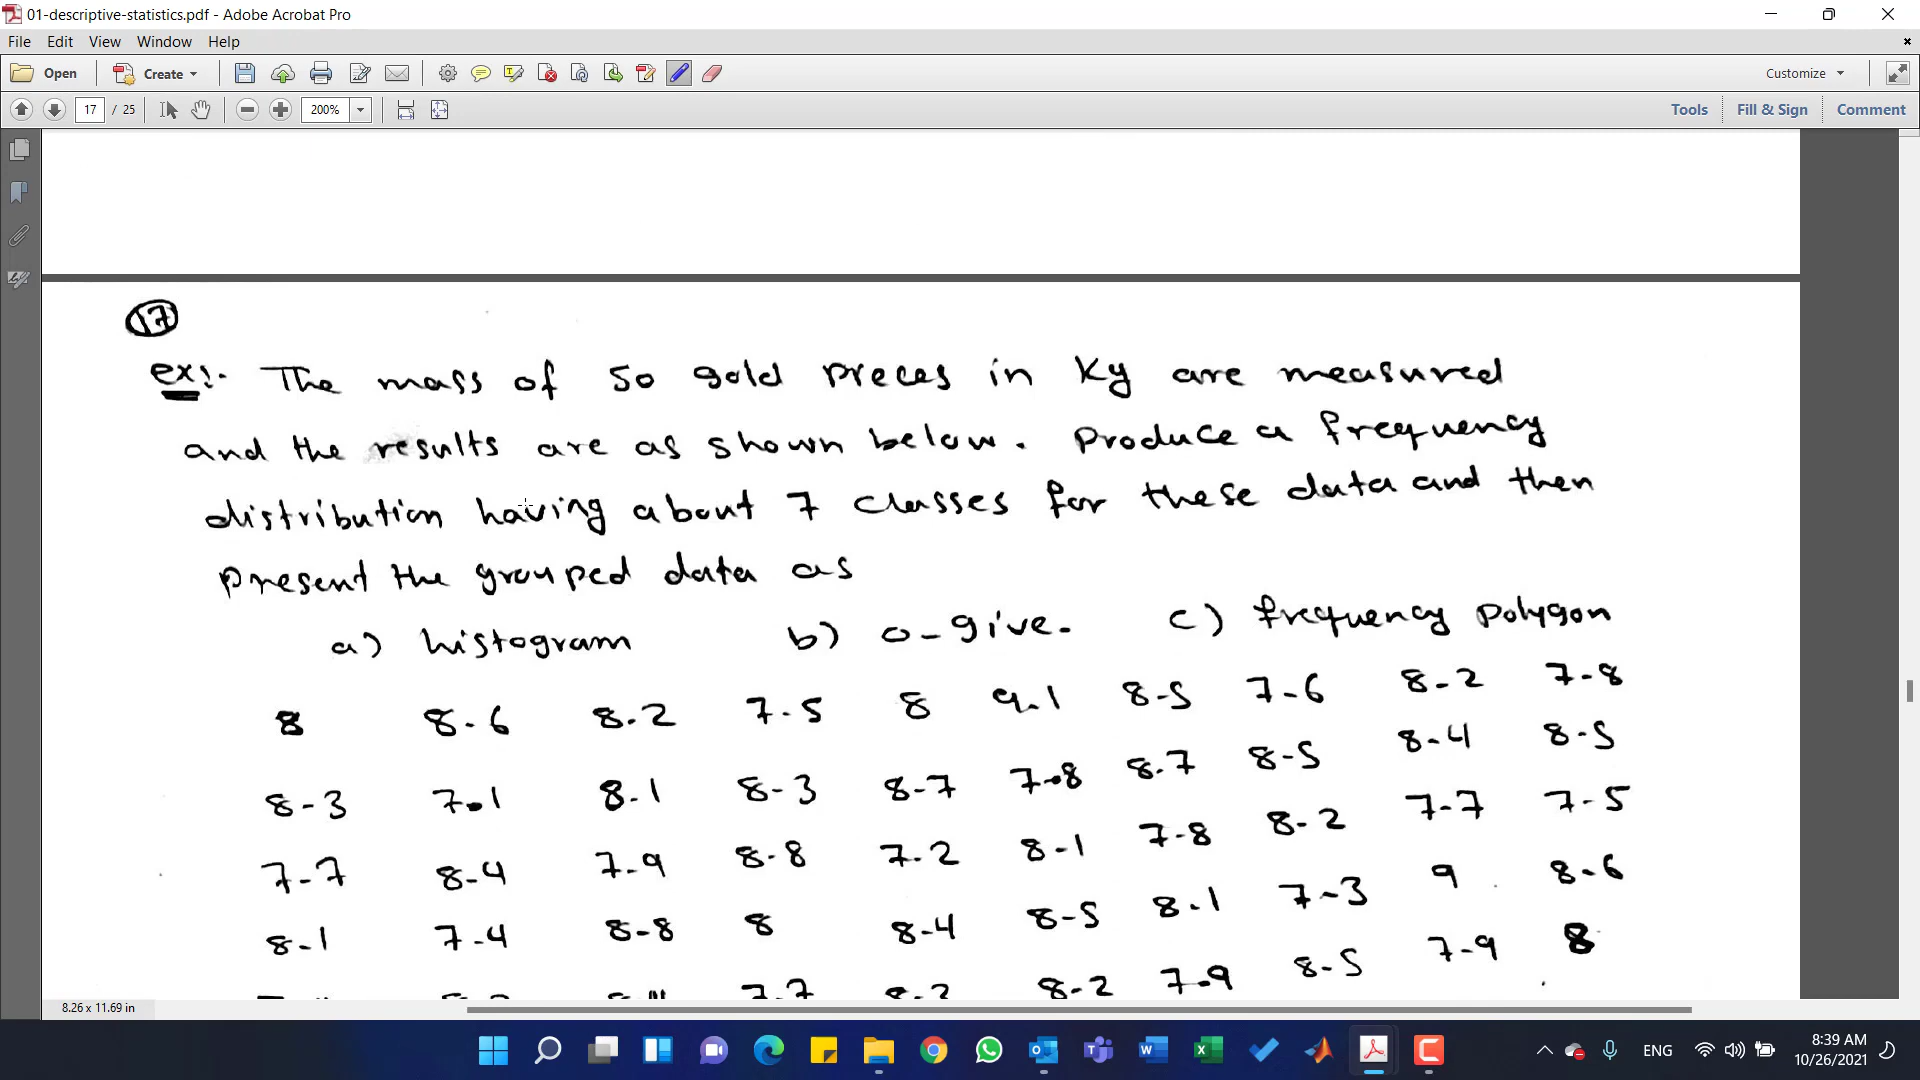 01-descriptive-statistics.pdf - Adobe Acrobat Pro
File Edit View Window Help
Open Create Customize
17 / 25 200% Tools Fill & Sign Comment
17
ex:- The mass of 50 gold preces in Kg are measured
and the results are as shown below. Produce a frequency
distribution having about 7 classes for these data and then
present the grouped data as
a) histogram b) o-give. c) frequency polygon
8 8.6 8.2 7.5 8 9.1 8.5 7.6 8.2 7.8
8.3 7.1 8.1 8.3 8.7 7.8 8.7 8.5 8.4 8.5
7.7 8.4 7.9 8.8 7.2 8.1 7.8 8.2 7.7 7.5
8.1 7.4 8.8 8 8.4 8.5 8.1 7.3 9 8.6
7.7 8.2 7.9 8.5 7.9 8
8.26 x 11.69 in
ENG
8:39 AM
10/26/2021